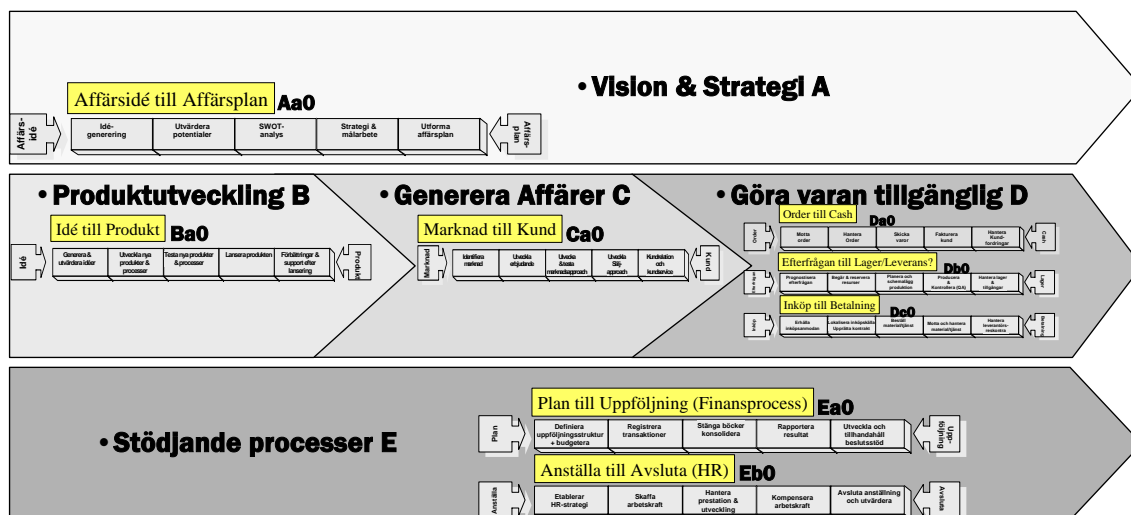 • Vision & Strategi A
Affärsidé till Affärsplan Aa0
Affärs-
idé
Idé-
generering
Utvärdera
potentialer
SWOT-
analys
Strategi &
målarbete
Utforma
affärsplan
Affärs-
plan
• Produktutveckling B
Idé till Produkt Ba0
Idé
Generera &
utvärdera idéer
Utveckla nya
produkter &
processer
Testa nya produkter
& processer
Lansera produkten
Förbättringar &
support efter
lansering
Produkt
• Generera Affärer C
Marknad till Kund Ca0
Marknad
Identifiera
marknad
Utveckla
erbjudande
Utveckla
& testa
marknadsapproach
Utveckla
Sälj-
approach
Kundrelation
och
kundservice
Kund
• Göra varan tillgänglig D
Order till Cash Da0
Order
Motta
order
Hantera
Order
Skicka
varor
Fakturera
kund
Hantera
Kund-
fordringar
Cash
Efterfrågan till Lager/Leverans? Db0
Prognostisera
efterfrågan
Begär & reservera
resurser
Planera och
schemalägg
produktion
Producera
&
Kontrollera (QA)
Hantera lager
&
tillgångar
Lager
Inköp till Betalning Dc0
Erhålla
inköpsanmodan
Lokalisera inköpskälla
Upprätta kontrakt
Beställ
material/tjänst
Motta och hantera
material/tjänst
Hantera
leverantörs-
reskontra
Betalning
• Stödjande processer E
Plan till Uppföljning (Finansprocess) Ea0
Plan
Definiera
uppföljningsstruktur
+ budgetera
Registrera
transaktioner
Stänga böcker
konsolidera
Rapportera
resultat
Utveckla och
tillhandahåll
beslutsstöd
Upp-
följning
Anställa till Avsluta (HR) Eb0
Anställa
Etablerar
HR-strategi
Skaffa
arbetskraft
Hantera
prestation &
utveckling
Kompensera
arbetskraft
Avsluta anställning
och utvärdera
Avsluta